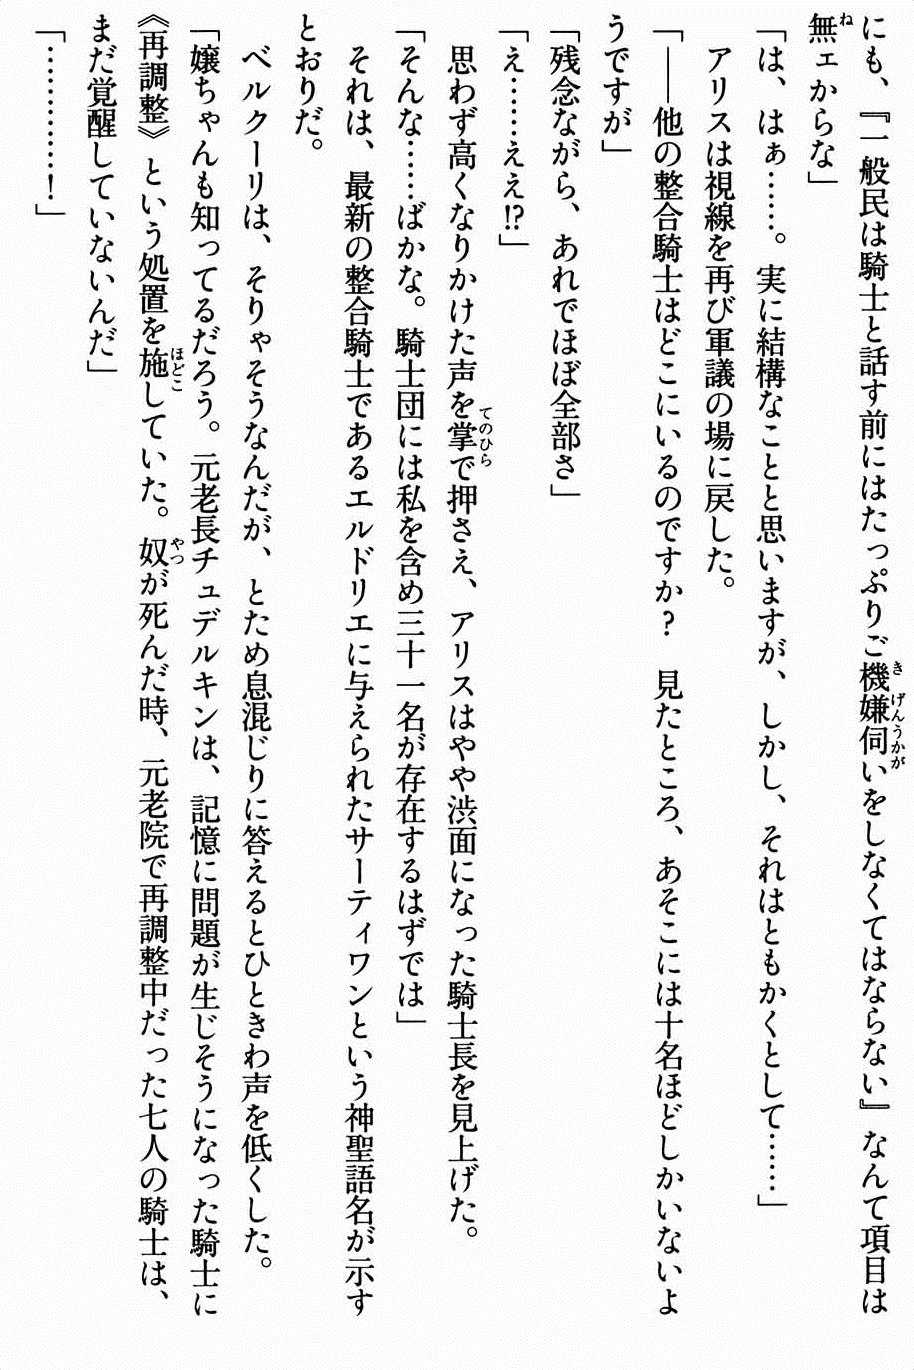 にも、『一般民は騎士と話す前にはたっぷりご機嫌伺いをしなくてはならない』なんて項目は
無ェからな」
「は、はぁ……。実に結構なことと思いますが、しかし、それはともかくとして……」
　アリスは視線を再び軍議の場に戻した。
「――他の整合騎士はどこにいるのですか？　見たところ、あそこには十名ほどしかいないよ
うですが」
「残念ながら、あれでほぼ全部さ」
「え……ええ!?」
　思わず高くなりかけた声を掌で押さえ、アリスはやや渋面になった騎士長を見上げた。
「そんな……ばかな。騎士団には私を含め三十一名が存在するはずでは」
　それは、最新の整合騎士であるエルドリエに与えられたサーティワンという神聖語名が示す
とおりだ。
　ベルクーリは、そりゃそうなんだが、とため息混じりに答えるとひときわ声を低くした。
「嬢ちゃんも知ってるだろう。元老長チュデルキンは、記憶に問題が生じそうになった騎士に
《再調整》という処置を施していた。奴が死んだ時、元老院で再調整中だった七人の騎士は、
まだ覚醒していないんだ」
「…………！」